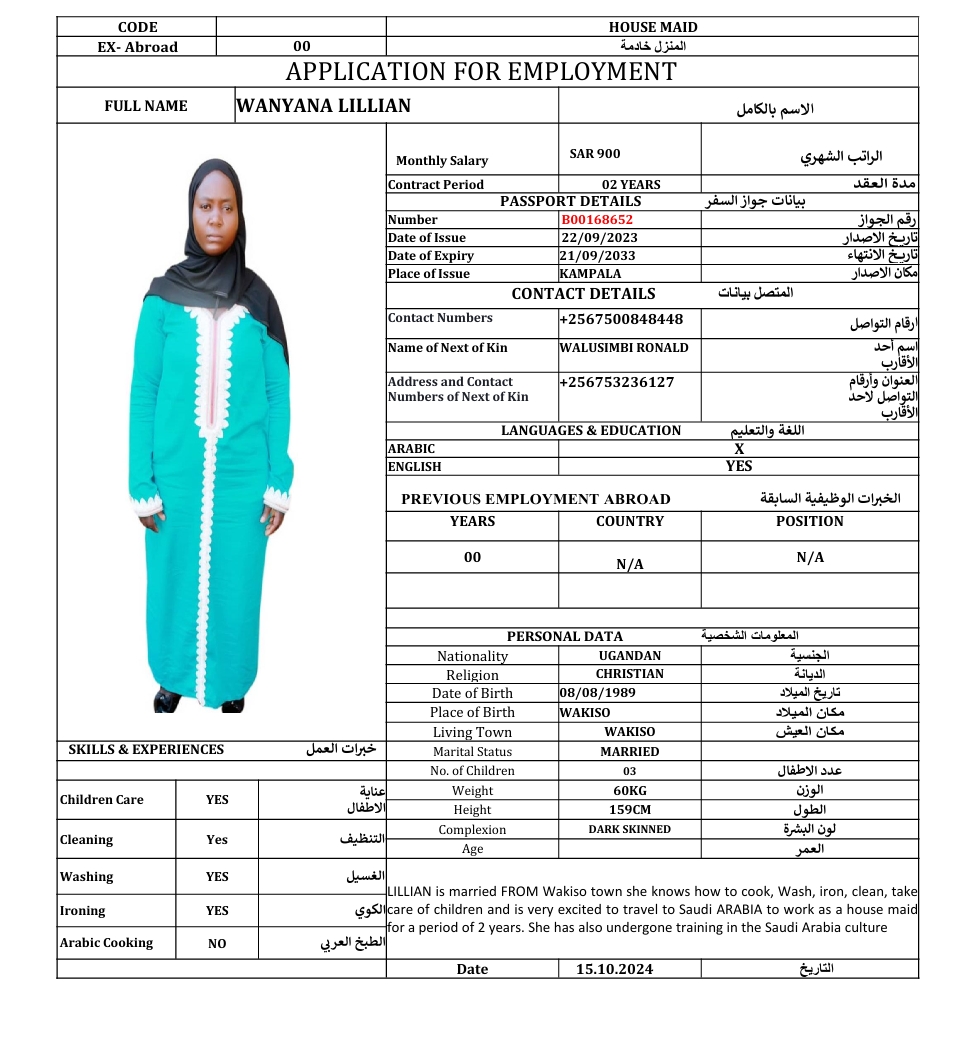 CODE HOUSE MAID
EX- Abroad 00 المنزل خادمة
APPLICATION FOR EMPLOYMENT
FULL NAME WANYANA LILLIAN الاسم بالكامل
Monthly Salary SAR 900 الراتب الشهري
Contract Period 02 YEARS مدة العقد
PASSPORT DETAILS بيانات جواز السفر
Number B00168652 رقم الجواز
Date of Issue 22/09/2023 تاريخ الاصدار
Date of Expiry 21/09/2033 تاريخ الانتهاء
Place of Issue KAMPALA مكان الاصدار
CONTACT DETAILS المتصل بيانات
Contact Numbers +2567500848448 ارقام التواصل
Name of Next of Kin WALUSIMBI RONALD اسم أحد
الأقارب
Address and Contact +256753236127 العنوان وأرقام
Numbers of Next of Kin التواصل لاحد
الأقارب
LANGUAGES & EDUCATION اللغة والتعليم
ARABIC X
ENGLISH YES
PREVIOUS EMPLOYMENT ABROAD الخبرات الوظيفية السابقة
YEARS COUNTRY POSITION
00 N/A N/A
PERSONAL DATA المعلومات الشخصية
Nationality UGANDAN الجنسية
Religion CHRISTIAN الديانة
Date of Birth 08/08/1989 تاريخ الميلاد
Place of Birth WAKISO مكان الميلاد
Living Town WAKISO مكان العيش
Marital Status MARRIED
No. of Children 03 عدد الاطفال
Weight 60KG الوزن
Height 159CM الطول
Complexion DARK SKINNED لون البشرة
Age العمر
SKILLS & EXPERIENCES خبرات العمل
Children Care YES عناية
الاطفال
Cleaning Yes التنظيف
Washing YES الغسيل
Ironing YES الكوي
Arabic Cooking NO الطبخ العربي
LILLIAN is married FROM Wakiso town she knows how to cook, Wash, iron, clean, take
care of children and is very excited to travel to Saudi ARABIA to work as a house maid
for a period of 2 years. She has also undergone training in the Saudi Arabia culture
Date 15.10.2024 التاريخ